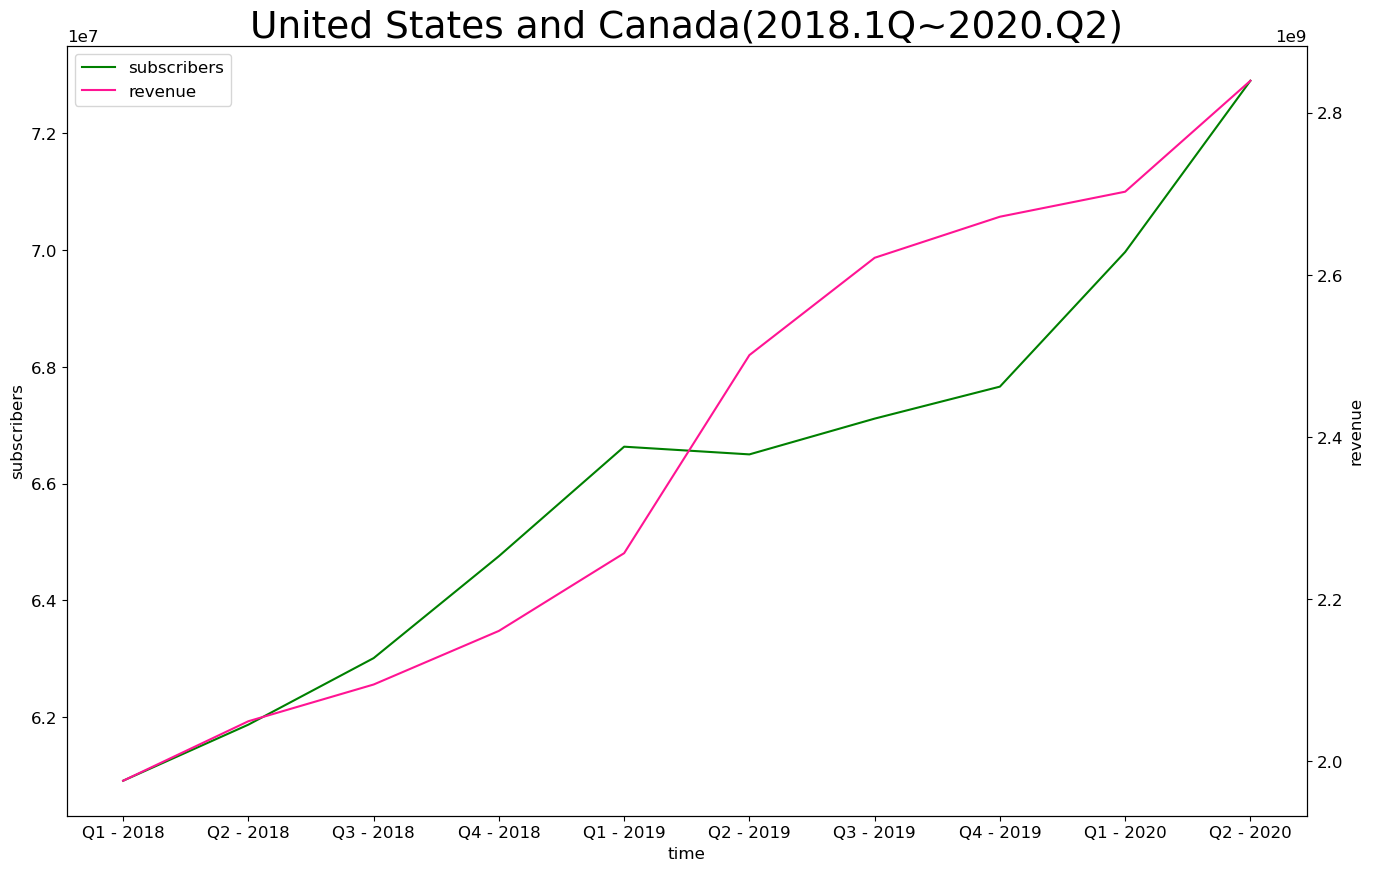 United States and Canada(2018.1Q~2020.Q2)
1e7
1e9
subscribers
revenue
7.2
7.0
6.8
6.6
6.4
6.2
subscribers
2.8
2.6
2.4
2.2
2.0
revenue
Q1 - 2018 Q2 - 2018 Q3 - 2018 Q4 - 2018 Q1 - 2019 Q2 - 2019 Q3 - 2019 Q4 - 2019 Q1 - 2020 Q2 - 2020
time